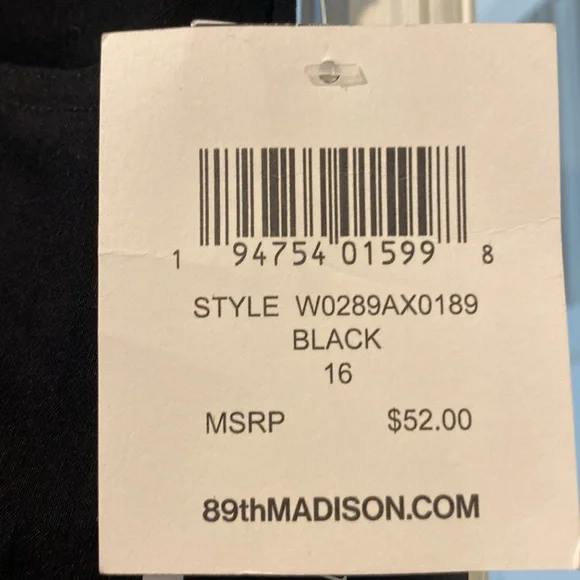 1 94754 01599 8
STYLE W0289AX0189
BLACK
16
MSRP $52.00
89thMADISON.COM